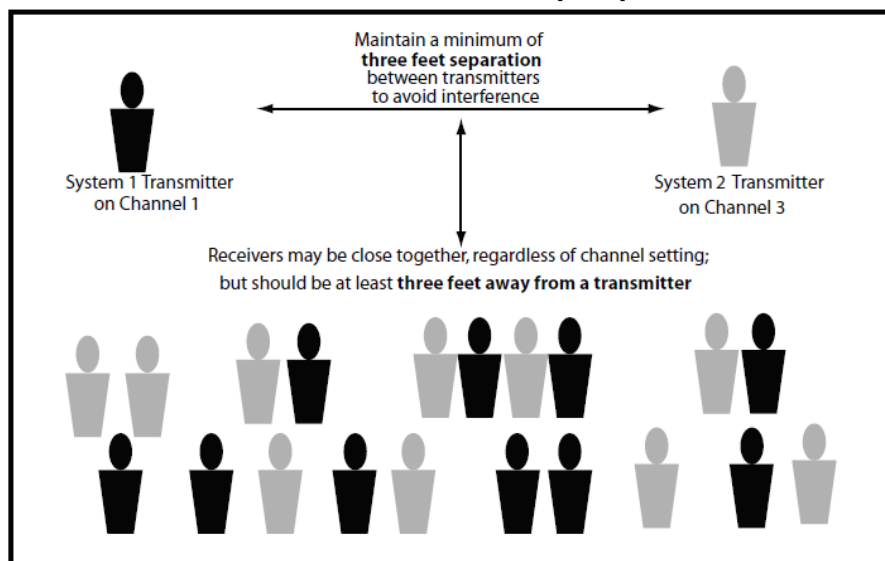 Maintain a minimum of
three feet separation
between transmitters
to avoid interference
System 1 Transmitter
on Channel 1
System 2 Transmitter
on Channel 3
Receivers may be close together, regardless of channel setting;
but should be at least three feet away from a transmitter